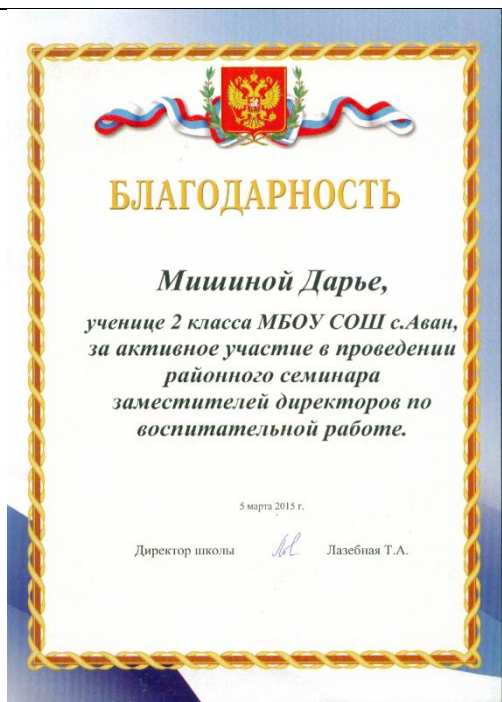 БЛАГОДАРНОСТЬ
Мишиной Дарье,
ученице 2 класса МБОУ СОШ с.Аван,
за активное участие в проведении
районного семинара
заместителей директоров по
воспитательной работе.
5 марта 2015 г.
Директор школы Лазебная Т.А.